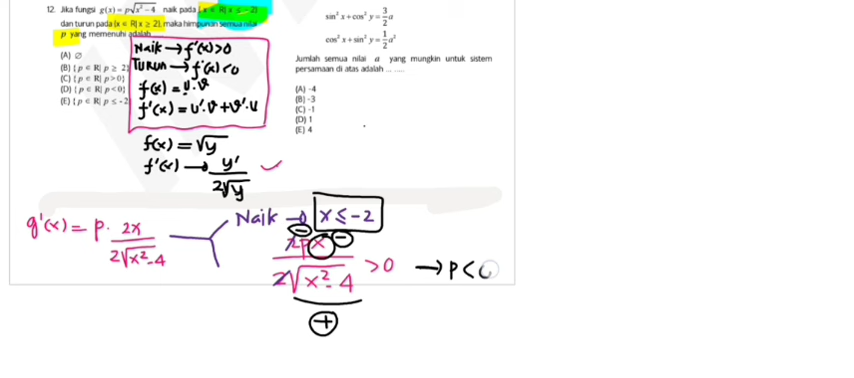 12. Jika fungsi g(x) = p√x² − 4 naik pada {x ∈ R| x ≤ −2}
dan turun pada {x ∈ R| x ≥ 2}, maka himpunan semua nilai
p yang memenuhi adalah
(A) ∅
(B) { p ∈ R| p ≥ 2}
(C) { p ∈ R| p > 0}
(D) { p ∈ R| p < 0}
(E) { p ∈ R| p ≤ -2
Naik → f'(x) > 0
TURUN → f'(x) < 0
f(x) = U.V
f'(x) = U'.V + V'.U
f(x) = √y
f'(x) → y'/2√y
sin² x + cos² y = 3/2 a
cos² x + sin² y = 1/2 a²
Jumlah semua nilai a yang mungkin untuk sistem
persamaan di atas adalah ... .....
(A) -4
(B) -3
(C) -1
(D) 1
(E) 4
g'(x) = p. 2x/2√x²-4
Naik → x ≤ -2
2px/2√x²-4 > 0 → p <
− −
+